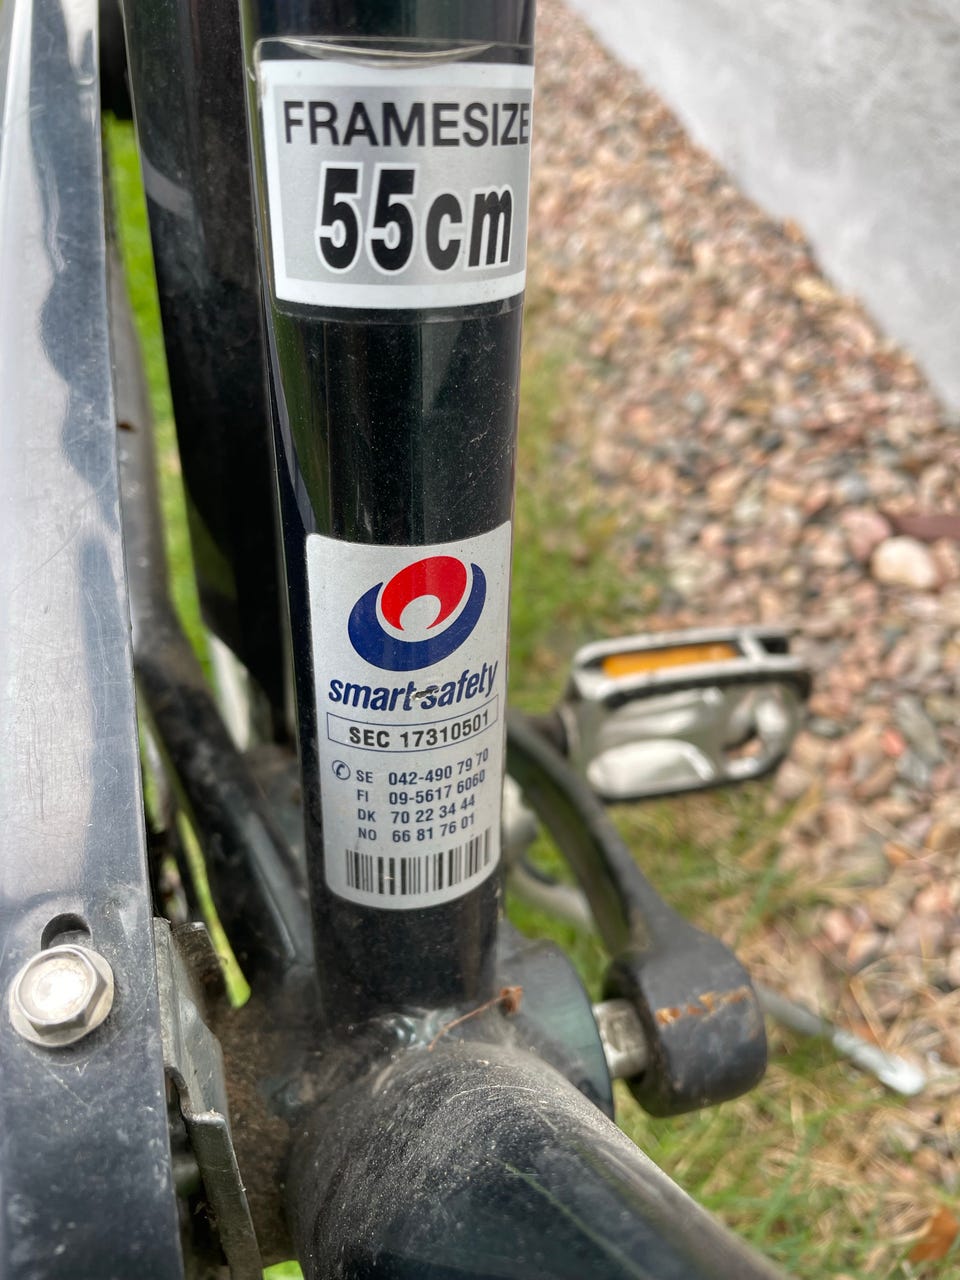 FRAMESIZE
55cm
smart-safety
SEC 17310501
SE 042-490 79 70
FI 09-5617 6060
DK 70 22 34 44
NO 66 81 76 01